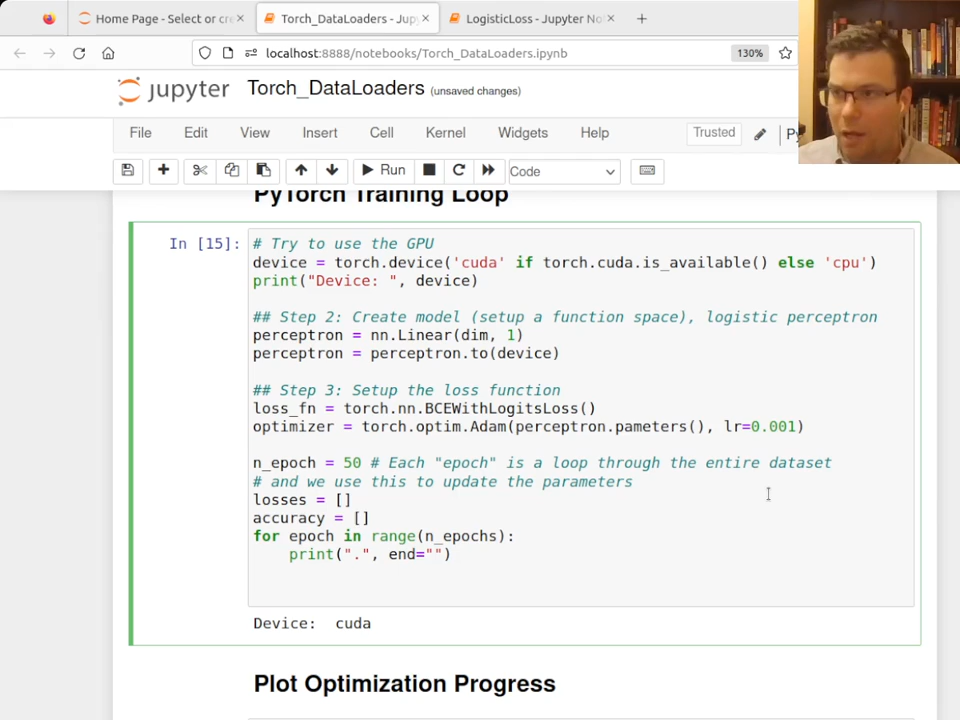 Home Page - Select or cre
Torch_DataLoaders - Jup
LogisticLoss - Jupyter No
localhost:8888/notebooks/Torch_DataLoaders.ipynb
130%
jupyter
Torch_DataLoaders (unsaved changes)
File Edit View Insert Cell Kernel Widgets Help
Trusted
Py
Run
Code
PyTorch Training Loop
In [15]:
# Try to use the GPU
device = torch.device('cuda' if torch.cuda.is_available() else 'cpu')
print("Device: ", device)
## Step 2: Create model (setup a function space), logistic perceptron
perceptron = nn.Linear(dim, 1)
perceptron = perceptron.to(device)
## Step 3: Setup the loss function
loss_fn = torch.nn.BCEWithLogitsLoss()
optimizer = torch.optim.Adam(perceptron.pameters(), lr=0.001)
n_epoch = 50 # Each "epoch" is a loop through the entire dataset
# and we use this to update the parameters
losses = []
accuracy = []
for epoch in range(n_epochs):
    print(".", end="")
Device:  cuda
Plot Optimization Progress